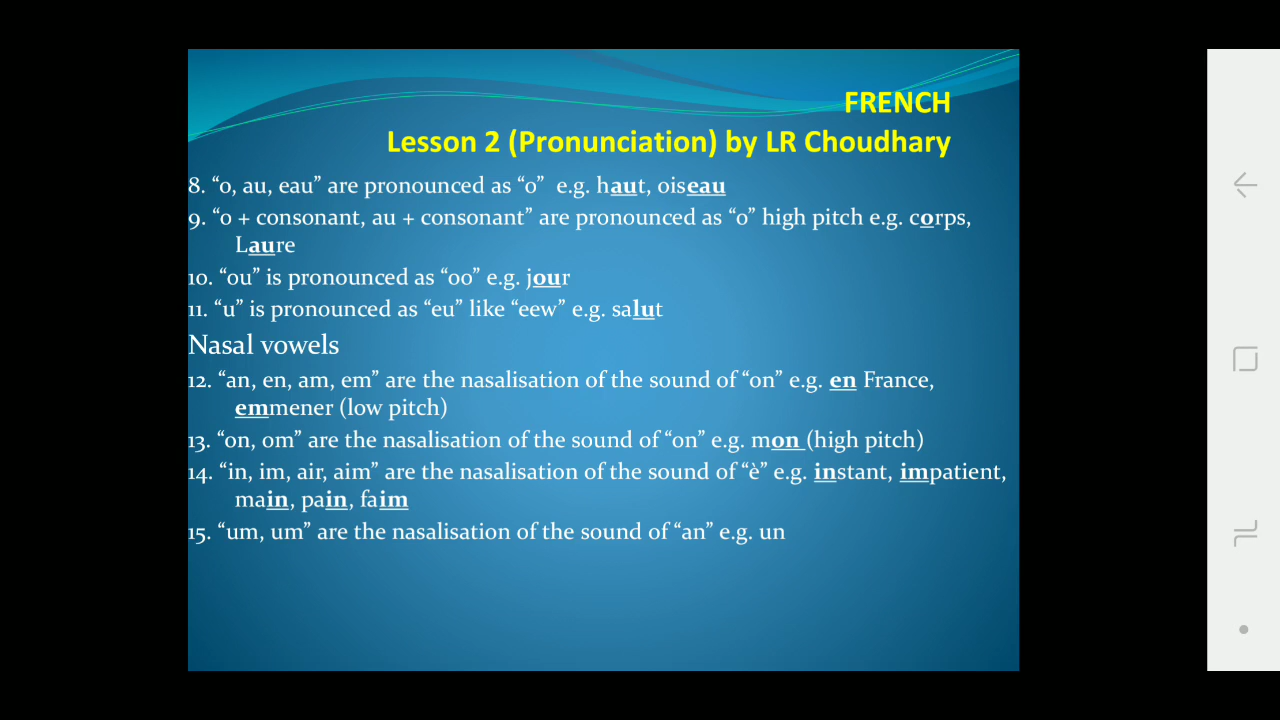 FRENCH
Lesson 2 (Pronunciation) by LR Choudhary
8. “o, au, eau” are pronounced as “o”  e.g. haut, oiseau
9. “o + consonant, au + consonant” are pronounced as “o” high pitch e.g. corps,
Laure
10. “ou” is pronounced as “oo” e.g. jour
11. “u” is pronounced as “eu” like “eew” e.g. salut
Nasal vowels
12. “an, en, am, em” are the nasalisation of the sound of “on” e.g. en France,
emmener (low pitch)
13. “on, om” are the nasalisation of the sound of “on” e.g. mon (high pitch)
14. “in, im, air, aim” are the nasalisation of the sound of “è” e.g. instant, impatient,
main, pain, faim
15. “um, um” are the nasalisation of the sound of “an” e.g. un